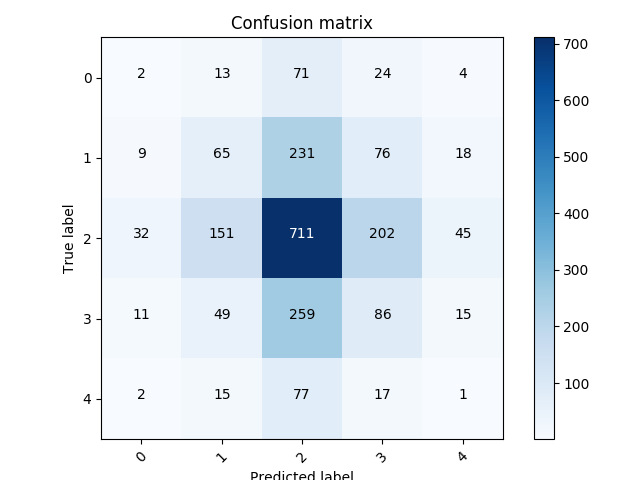 Confusion matrix
0 2 13 71 24 4
1 9 65 231 76 18
2 32 151 711 202 45
3 11 49 259 86 15
4 2 15 77 17 1
0 1 2 3 4
True label
Predicted label
700
600
500
400
300
200
100